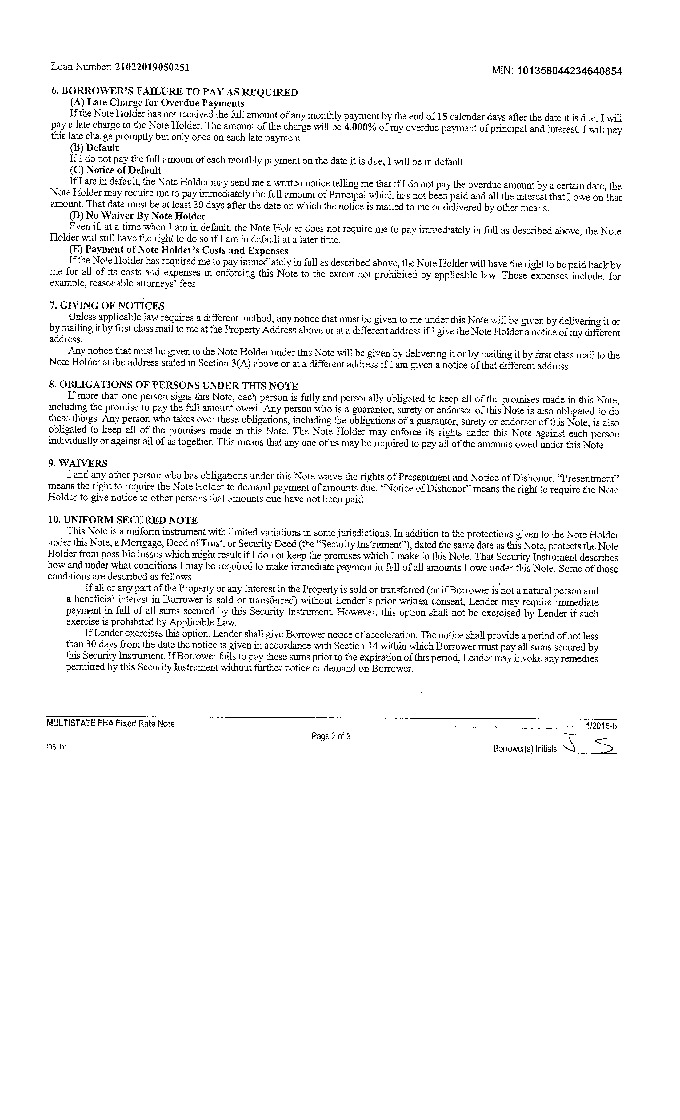 Loan Number: 21022019050251
MIN: 101358044234640854
6. BORROWER'S FAILURE TO PAY AS REQUIRED
(A) Late Charge for Overdue Payments
If the Note Holder has not received the full amount of any monthly payment by the end of 15 calendar days after the date it is due, I will
pay a late charge to the Note Holder. The amount of the charge will be 4.000% of my overdue payment of principal and interest. I will pay
this late charge promptly but only once on each late payment.
(B) Default
If I do not pay the full amount of each monthly payment on the date it is due, I will be in default.
(C) Notice of Default
If I am in default, the Note Holder may send me a written notice telling me that if I do not pay the overdue amount by a certain date, the
Note Holder may require me to pay immediately the full amount of Principal which has not been paid and all the interest that I owe on that
amount. That date must be at least 30 days after the date on which the notice is mailed to me or delivered by other means.
(D) No Waiver By Note Holder
Even if, at a time when I am in default, the Note Holder does not require me to pay immediately in full as described above, the Note
Holder will still have the right to do so if I am in default at a later time.
(E) Payment of Note Holder's Costs and Expenses
If the Note Holder has required me to pay immediately in full as described above, the Note Holder will have the right to be paid back by
me for all of its costs and expenses in enforcing this Note to the extent not prohibited by applicable law. Those expenses include, for
example, reasonable attorneys' fees.
7. GIVING OF NOTICES
Unless applicable law requires a different method, any notice that must be given to me under this Note will be given by delivering it or
by mailing it by first class mail to me at the Property Address above or at a different address if I give the Note Holder a notice of my different
address.
Any notice that must be given to the Note Holder under this Note will be given by delivering it or by mailing it by first class mail to the
Note Holder at the address stated in Section 3(A) above or at a different address if I am given a notice of that different address.
8. OBLIGATIONS OF PERSONS UNDER THIS NOTE
If more than one person signs this Note, each person is fully and personally obligated to keep all of the promises made in this Note,
including the promise to pay the full amount owed. Any person who is a guarantor, surety or endorser of this Note is also obligated to do
these things. Any person who takes over these obligations, including the obligations of a guarantor, surety or endorser of this Note, is also
obligated to keep all of the promises made in this Note. The Note Holder may enforce its rights under this Note against each person
individually or against all of us together. This means that any one of us may be required to pay all of the amounts owed under this Note.
9. WAIVERS
I and any other person who has obligations under this Note waive the rights of Presentment and Notice of Dishonor. "Presentment"
means the right to require the Note Holder to demand payment of amounts due. "Notice of Dishonor" means the right to require the Note
Holder to give notice to other persons that amounts due have not been paid.
10. UNIFORM SECURED NOTE
This Note is a uniform instrument with limited variations in some jurisdictions. In addition to the protections given to the Note Holder
under this Note, a Mortgage, Deed of Trust, or Security Deed (the "Security Instrument"), dated the same date as this Note, protects the Note
Holder from possible losses which might result if I do not keep the promises which I make in this Note. That Security Instrument describes
how and under what conditions I may be required to make immediate payment in full of all amounts I owe under this Note. Some of those
conditions are described as follows:
If all or any part of the Property or any Interest in the Property is sold or transferred (or if Borrower is not a natural person and
a beneficial interest in Borrower is sold or transferred) without Lender's prior written consent, Lender may require immediate
payment in full of all sums secured by this Security Instrument. However, this option shall not be exercised by Lender if such
exercise is prohibited by Applicable Law.
If Lender exercises this option, Lender shall give Borrower notice of acceleration. The notice shall provide a period of not less
than 30 days from the date the notice is given in accordance with Section 14 within which Borrower must pay all sums secured by
this Security Instrument. If Borrower fails to pay these sums prior to the expiration of this period, Lender may invoke any remedies
permitted by this Security Instrument without further notice or demand on Borrower.
MULTISTATE FHA Fixed Rate Note
1/2015-b
Page 2 of 3
Borrower(s) Initials J S